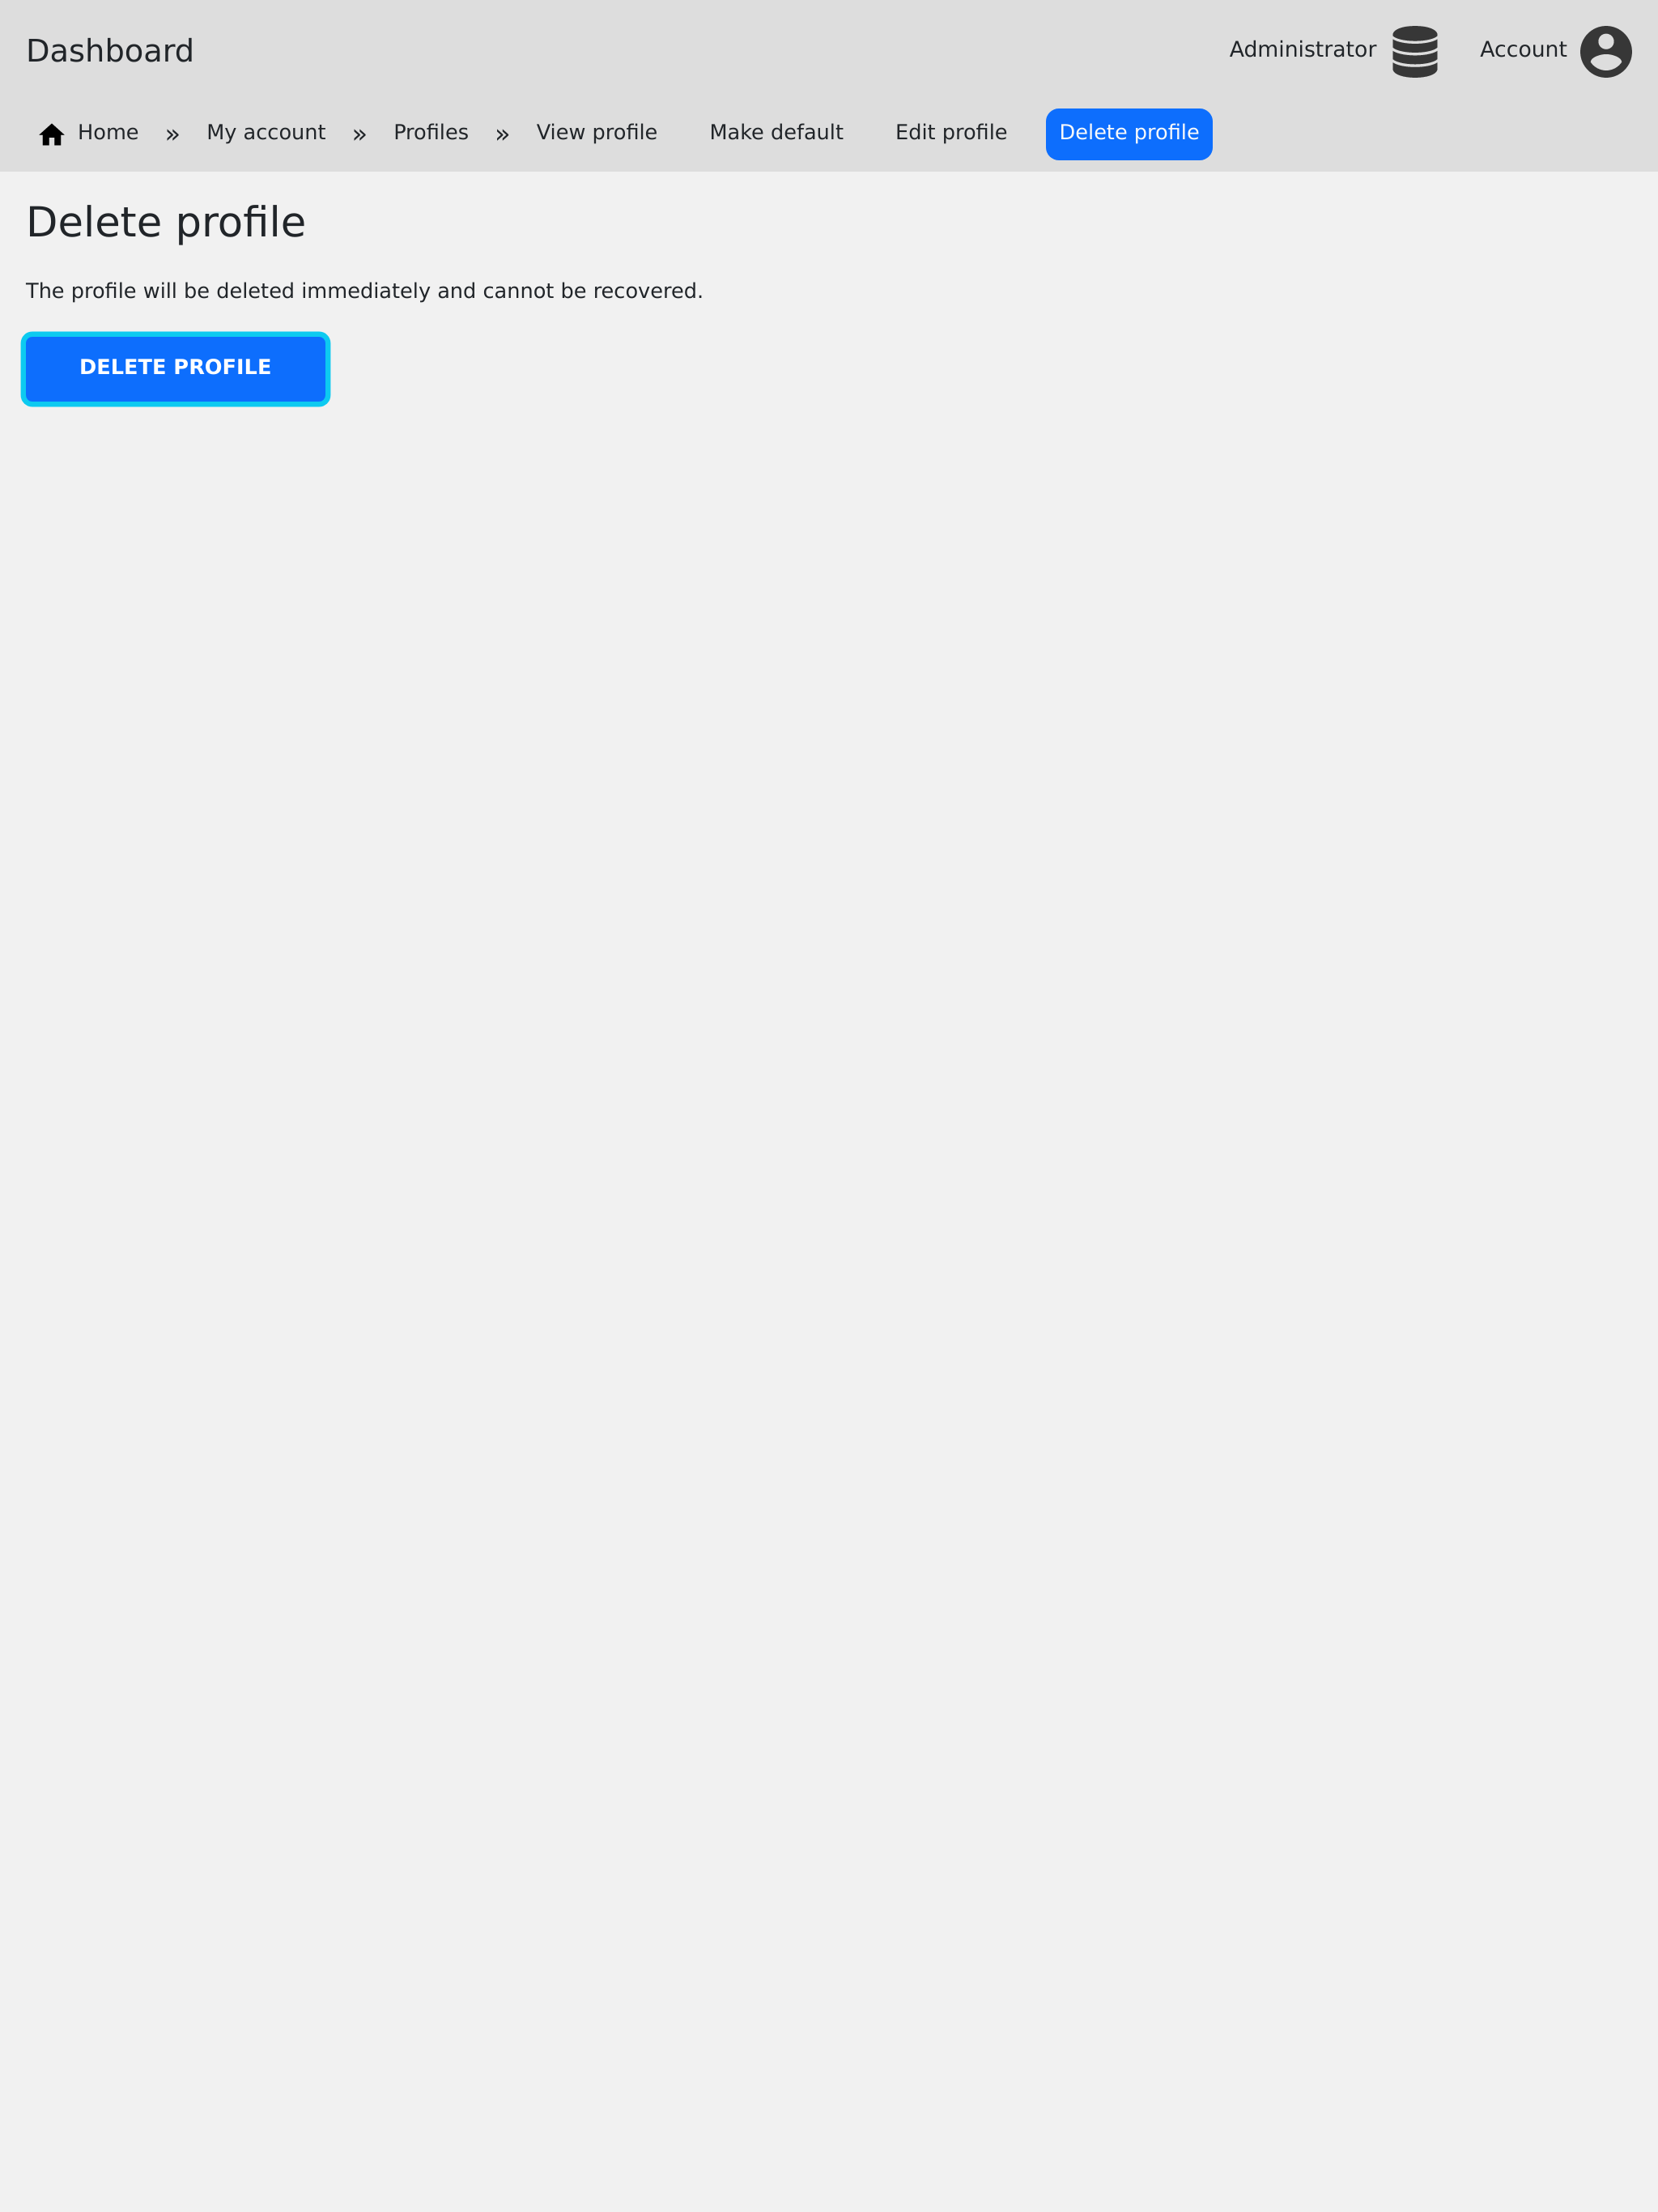 Dashboard
Administrator
Account
Home » My account » Profiles » View profile Make default Edit profile Delete profile
Delete profile
The profile will be deleted immediately and cannot be recovered.
DELETE PROFILE